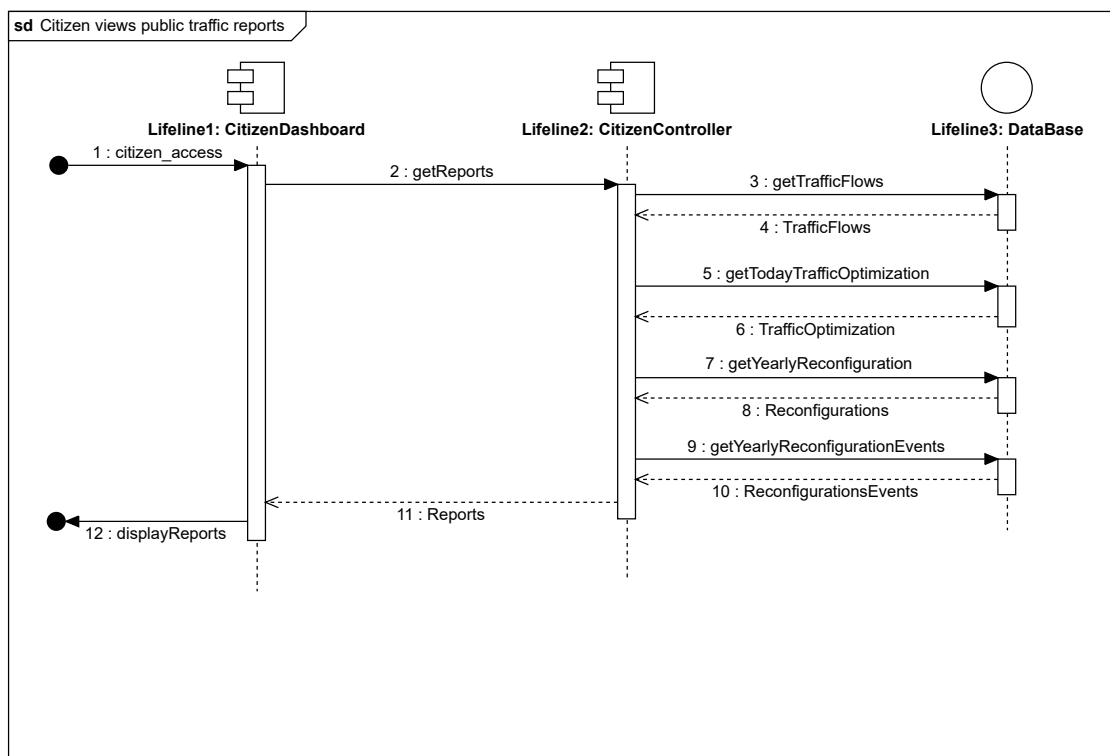 sd Citizen views public traffic reports
Lifeline1: CitizenDashboard
Lifeline2: CitizenController
Lifeline3: DataBase
1 : citizen_access
2 : getReports
3 : getTrafficFlows
4 : TrafficFlows
5 : getTodayTrafficOptimization
6 : TrafficOptimization
7 : getYearlyReconfiguration
8 : Reconfigurations
9 : getYearlyReconfigurationEvents
10 : ReconfigurationsEvents
11 : Reports
12 : displayReports